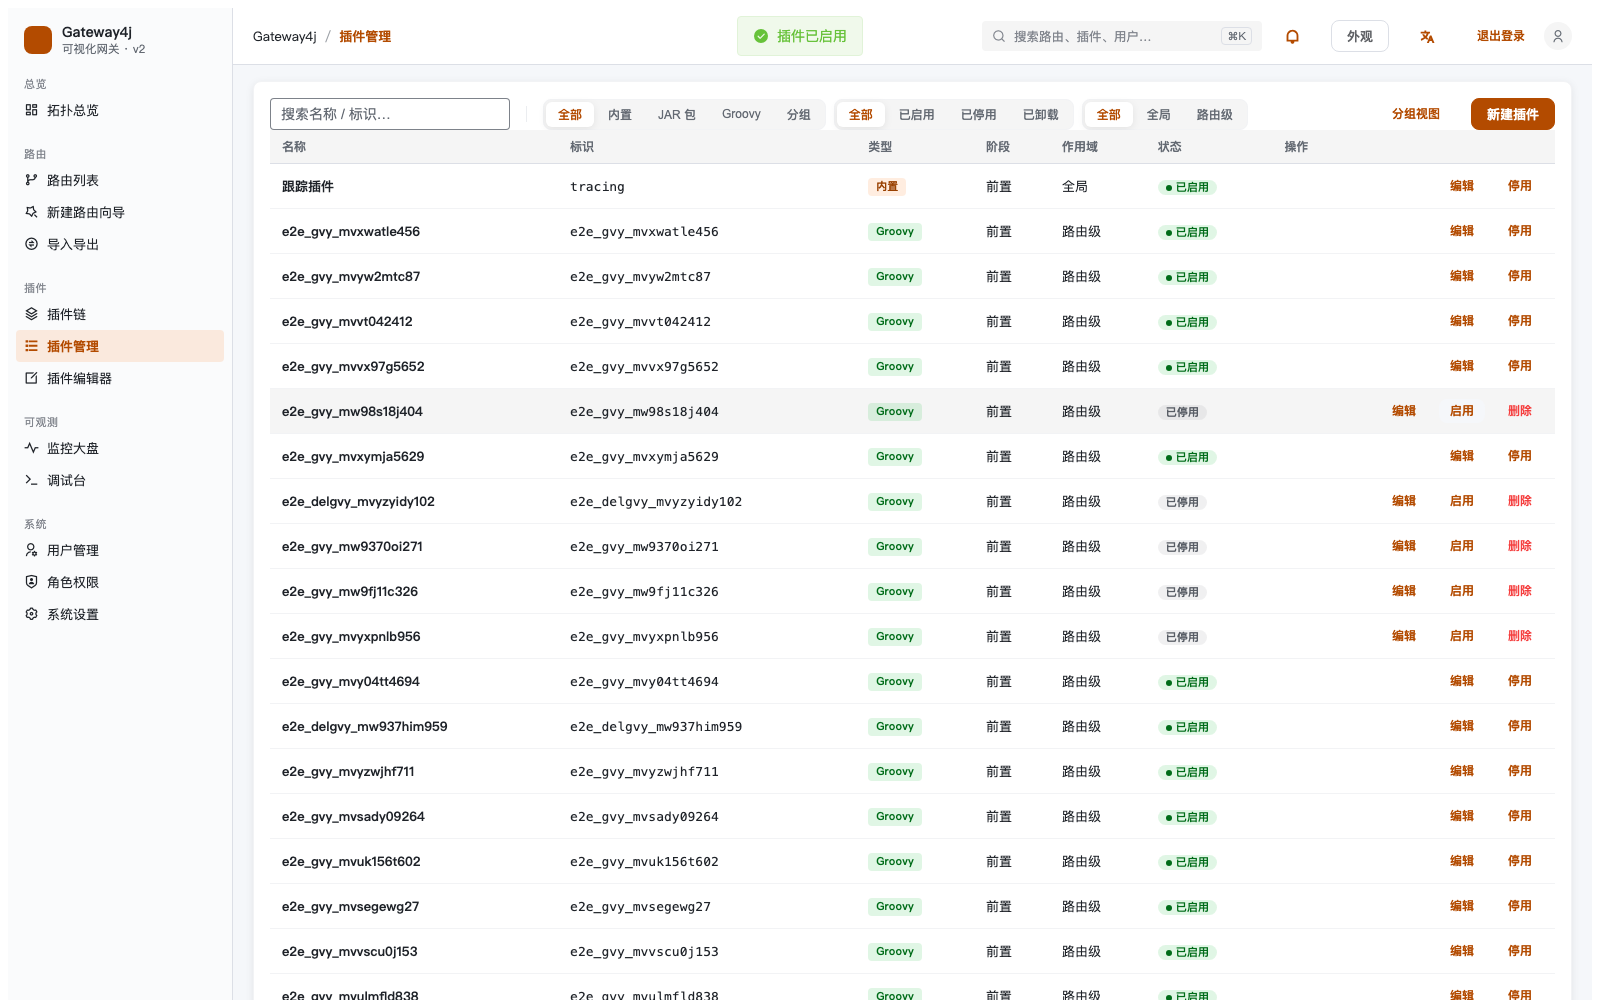 Gateway4j
可视化网关 · v2
总览
拓扑总览
路由
路由列表
新建路由向导
导入导出
插件
插件链
插件管理
插件编辑器
可观测
监控大盘
调试台
系统
用户管理
角色权限
系统设置
Gateway4j / 插件管理
插件已启用
搜索路由、插件、用户... ⌘K
外观
退出登录
搜索名称 / 标识...
全部 内置 JAR 包 Groovy 分组
全部 已启用 已停用 已卸载
全部 全局 路由级
分组视图
新建插件
名称 标识 类型 阶段 作用域 状态 操作
跟踪插件 tracing 内置 前置 全局 已启用 编辑 停用
e2e_gvy_mvxwatle456 e2e_gvy_mvxwatle456 Groovy 前置 路由级 已启用 编辑 停用
e2e_gvy_mvyw2mtc87 e2e_gvy_mvyw2mtc87 Groovy 前置 路由级 已启用 编辑 停用
e2e_gvy_mvvt042412 e2e_gvy_mvvt042412 Groovy 前置 路由级 已启用 编辑 停用
e2e_gvy_mvvx97g5652 e2e_gvy_mvvx97g5652 Groovy 前置 路由级 已启用 编辑 停用
e2e_gvy_mw98s18j404 e2e_gvy_mw98s18j404 Groovy 前置 路由级 已停用 编辑 启用 删除
e2e_gvy_mvxymja5629 e2e_gvy_mvxymja5629 Groovy 前置 路由级 已启用 编辑 停用
e2e_delgvy_mvyzyidy102 e2e_delgvy_mvyzyidy102 Groovy 前置 路由级 已停用 编辑 启用 删除
e2e_gvy_mw9370oi271 e2e_gvy_mw9370oi271 Groovy 前置 路由级 已停用 编辑 启用 删除
e2e_gvy_mw9fj11c326 e2e_gvy_mw9fj11c326 Groovy 前置 路由级 已停用 编辑 启用 删除
e2e_gvy_mvyxpnlb956 e2e_gvy_mvyxpnlb956 Groovy 前置 路由级 已停用 编辑 启用 删除
e2e_gvy_mvy04tt4694 e2e_gvy_mvy04tt4694 Groovy 前置 路由级 已启用 编辑 停用
e2e_delgvy_mw937him959 e2e_delgvy_mw937him959 Groovy 前置 路由级 已启用 编辑 停用
e2e_gvy_mvyzwjhf711 e2e_gvy_mvyzwjhf711 Groovy 前置 路由级 已启用 编辑 停用
e2e_gvy_mvsady09264 e2e_gvy_mvsady09264 Groovy 前置 路由级 已启用 编辑 停用
e2e_gvy_mvuk156t602 e2e_gvy_mvuk156t602 Groovy 前置 路由级 已启用 编辑 停用
e2e_gvy_mvsegewg27 e2e_gvy_mvsegewg27 Groovy 前置 路由级 已启用 编辑 停用
e2e_gvy_mvvscu0j153 e2e_gvy_mvvscu0j153 Groovy 前置 路由级 已启用 编辑 停用
e2e_gvy_mvulmfld838 e2e_gvy_mvulmfld838 Groovy 前置 路由级 已启用 编辑 停用